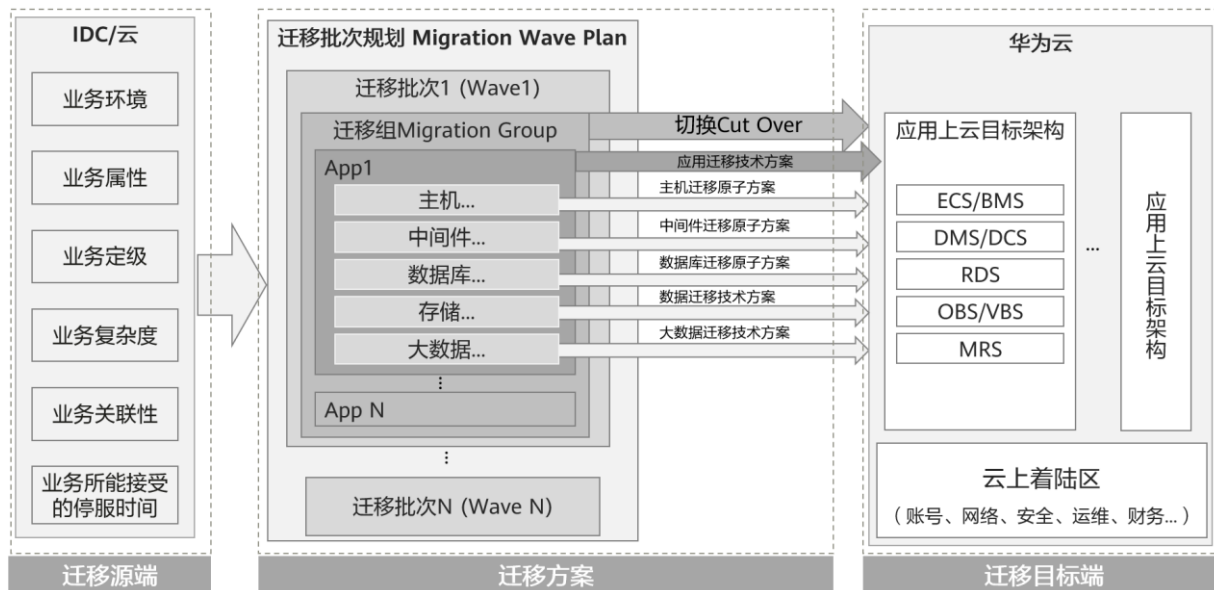 IDC/云
业务环境
业务属性
业务定级
业务复杂度
业务关联性
业务所能接受
的停服时间
迁移源端
迁移批次规划 Migration Wave Plan
迁移批次1 (Wave1)
迁移组Migration Group
App1
主机...
中间件...
数据库...
存储...
大数据...
...
App N
...
迁移批次N (Wave N)
切换Cut Over
应用迁移技术方案
主机迁移原子方案
中间件迁移原子方案
数据库迁移原子方案
数据迁移技术方案
大数据迁移技术方案
迁移方案
华为云
应用上云目标架构
ECS/BMS
DMS/DCS
RDS
OBS/VBS
MRS
...
应用上云目标架构
云上着陆区
(账号、网络、安全、运维、财务...)
迁移目标端